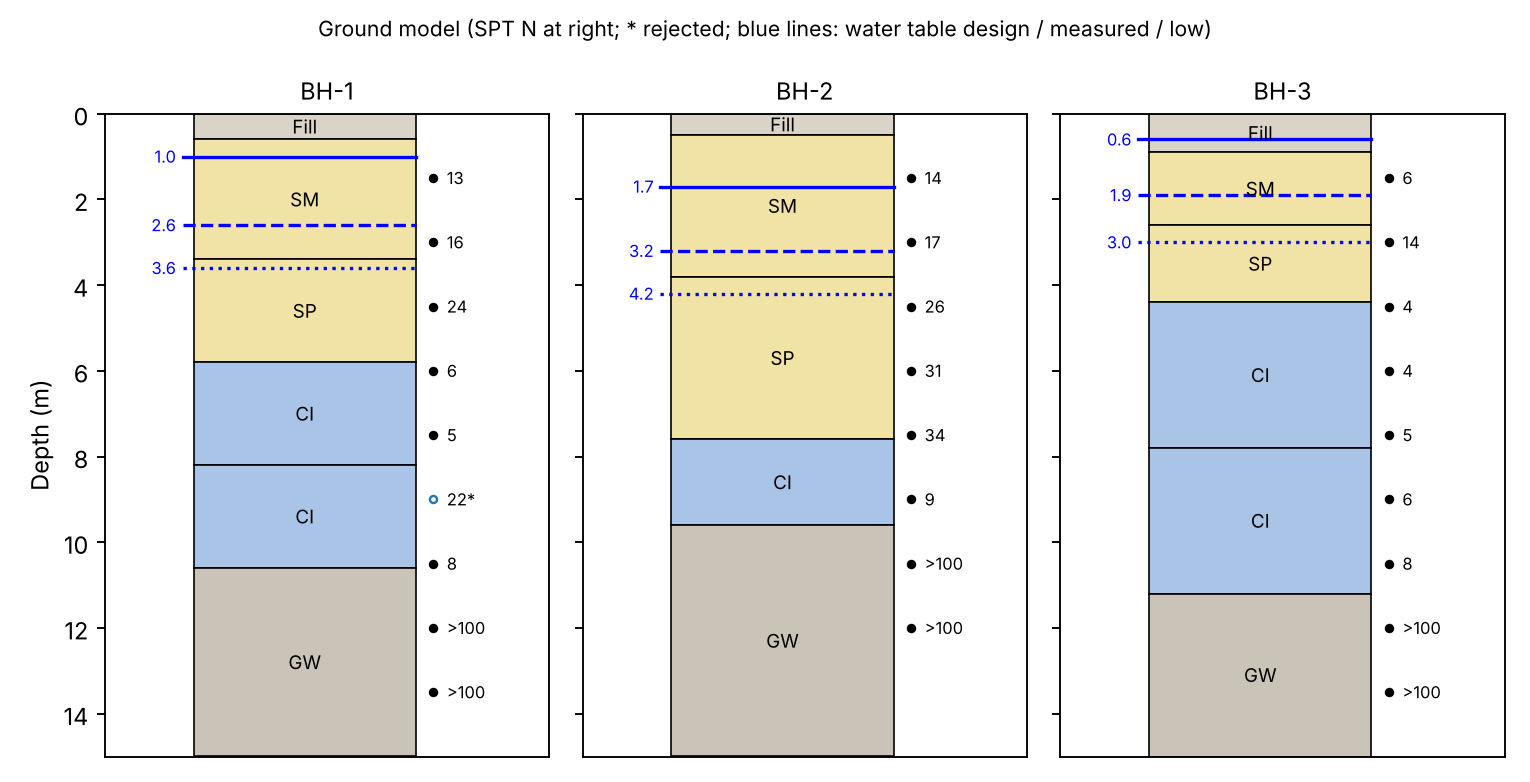 Ground model (SPT N at right; * rejected; blue lines: water table design / measured / low)
BH-1
BH-2
BH-3
Depth (m)
0
2
4
6
8
10
12
14
Fill
1.0
SM
2.6
3.6
SP
CI
CI
GW
13
16
24
6
5
22*
8
>100
>100
Fill
1.7
SM
3.2
4.2
SP
CI
GW
14
17
26
31
34
9
>100
>100
Fill
0.6
SM
1.9
3.0
SP
CI
CI
GW
6
14
4
4
5
6
8
>100
>100